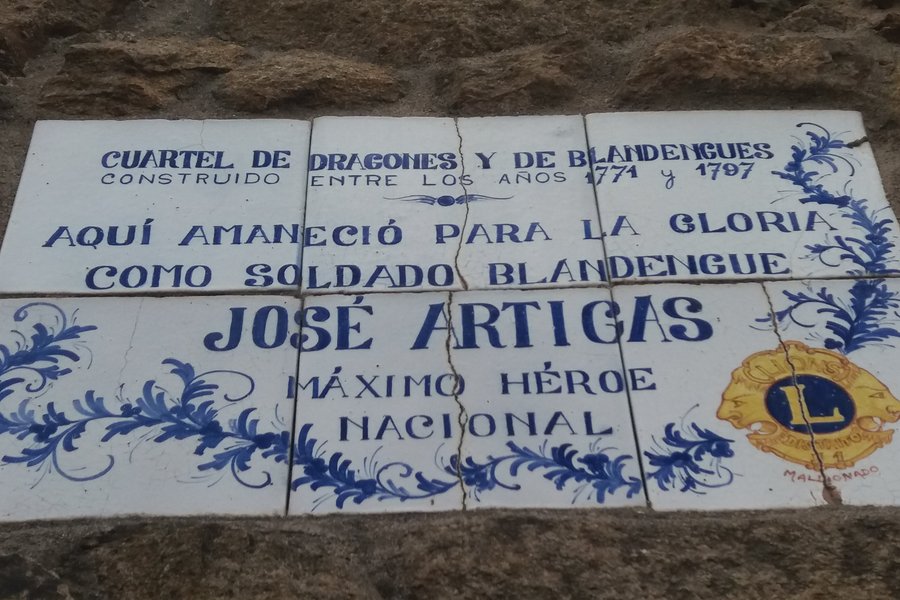 CUARTEL DE DRAGONES Y DE BLANDENGUES
CONSTRUIDO ENTRE LOS AÑOS 1771 y 1797
AQUÍ AMANECIÓ PARA LA GLORIA
COMO SOLDADO BLANDENGUE
JOSÉ ARTIGAS
MÁXIMO HÉROE
NACIONAL
LIONS
L
MALDONADO